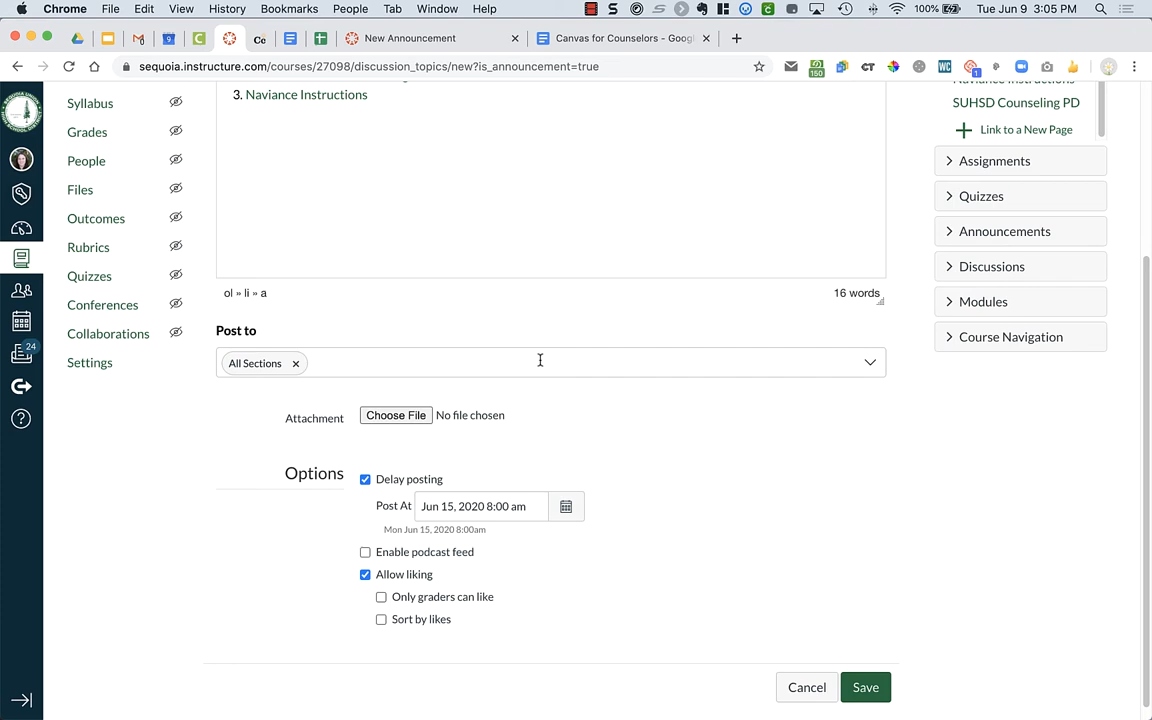 Chrome File Edit View History Bookmarks People Tab Window Help 100% Tue Jun 9 3:05 PM
New Announcement Canvas for Counselors - Googl
sequoia.instructure.com/courses/27098/discussion_topics/new?is_announcement=true
Syllabus
Grades
People
Files
Outcomes
Rubrics
Quizzes
Conferences
Collaborations
Settings
24
3. Naviance Instructions
ol » li » a
16 words
Post to
All Sections
Attachment Choose File No file chosen
Options
Delay posting
Post At Jun 15, 2020 8:00 am
Mon Jun 15, 2020 8:00am
Enable podcast feed
Allow liking
Only graders can like
Sort by likes
Cancel Save
Naviance Instructions
SUHSD Counseling PD
Link to a New Page
Assignments
Quizzes
Announcements
Discussions
Modules
Course Navigation